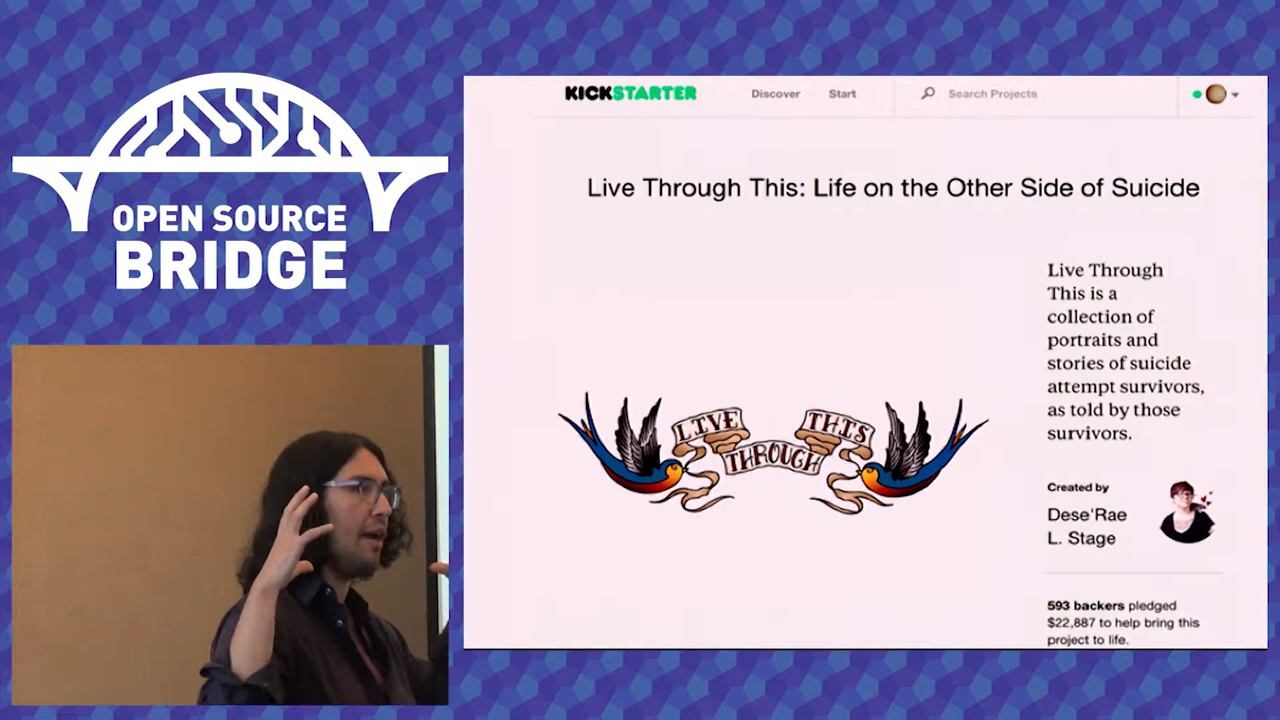 OPEN SOURCE
BRIDGE
KICKSTARTER
Discover
Start
Search Projects
Live Through This: Life on the Other Side of Suicide
LIVE
THROUGH
THIS
Live Through
This is a
collection of
portraits and
stories of suicide
attempt survivors,
as told by those
survivors.
Created by
Dese'Rae
L. Stage
593 backers pledged
$22,887 to help bring this
project to life.